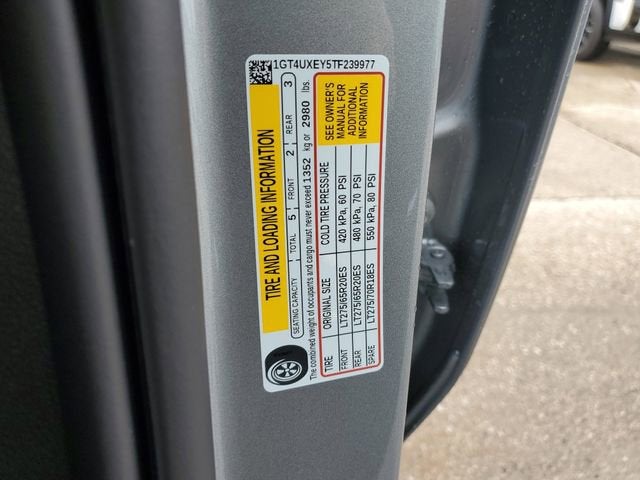 1GT4UXEY5TF239977
TIRE AND LOADING INFORMATION
SEATING CAPACITY TOTAL 5 FRONT 2 REAR 3
The combined weight of occupants and cargo must never exceed 1352 kg or 2980 lbs.
TIRE ORIGINAL SIZE COLD TIRE PRESSURE
FRONT LT275/65R20ES 420 kPa, 60 PSI
REAR LT275/65R20ES 480 kPa, 70 PSI
SPARE LT275/70R18ES 550 kPa, 80 PSI
SEE OWNER'S
MANUAL FOR
ADDITIONAL
INFORMATION